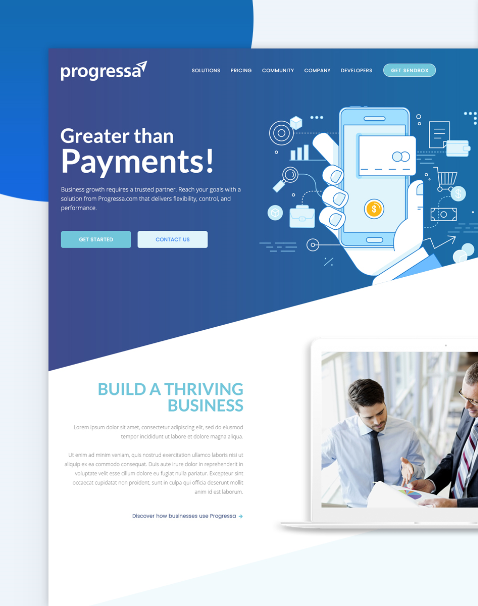 progressa
SOLUTIONS PRICING COMMUNITY COMPANY DEVELOPERS GET SENDBOX
Greater than
Payments!
Business growth requires a trusted partner. Reach your goals with a
solution from Progressa.com that delivers flexibility, control, and
performance.
GET STARTED CONTACT US
$
BUILD A THRIVING
BUSINESS
Lorem ipsum dolor sit amet, consectetur adipiscing elit, sed do eiusmod
tempor incididunt ut labore et dolore magna aliqua.
Ut enim ad minim veniam, quis nostrud exercitation ullamco laboris nisi ut
aliquip ex ea commodo consequat. Duis aute irure dolor in reprehenderit in
voluptate velit esse cillum dolore eu fugiat nulla pariatur. Excepteur sint
occaecat cupidatat non proident, sunt in culpa qui officia deserunt mollit
anim id est laborum.
Discover how businesses use Progressa →